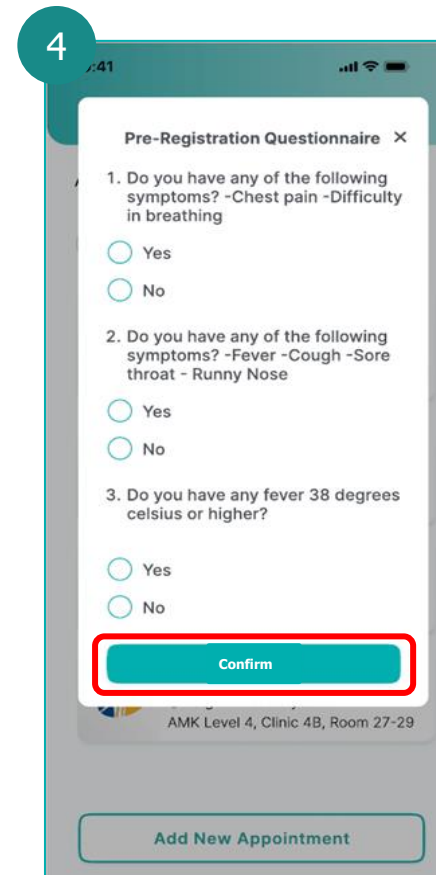 4
:41
Pre-Registration Questionnaire ×
1. Do you have any of the following
symptoms? -Chest pain -Difficulty
in breathing
Yes
No
2. Do you have any of the following
symptoms? -Fever -Cough -Sore
throat - Runny Nose
Yes
No
3. Do you have any fever 38 degrees
celsius or higher?
Yes
No
Confirm
AMK Level 4, Clinic 4B, Room 27-29
Add New Appointment